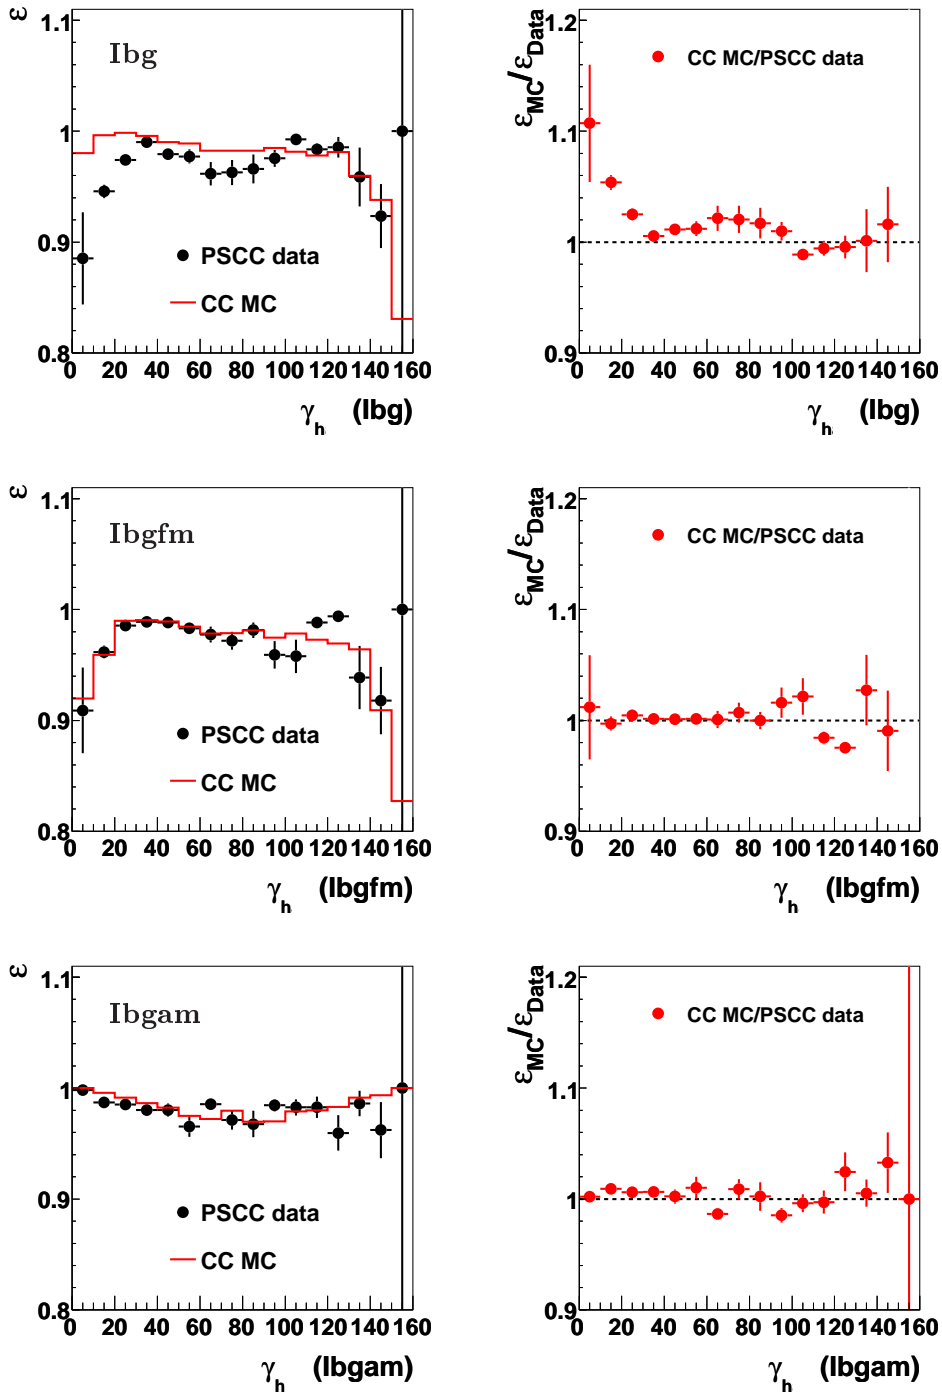 ε
1.1
Ibg
1
0.9
PSCC data
CC MC
0.8
0 20 40 60 80 100 120 140 160
γh (Ibg)
εMC/εData
1.2
CC MC/PSCC data
1.1
1
0.9
0 20 40 60 80 100 120 140 160
γh (Ibg)
ε
1.1
Ibgfm
1
0.9
PSCC data
CC MC
0.8
0 20 40 60 80 100 120 140 160
γh (Ibgfm)
εMC/εData
1.2
CC MC/PSCC data
1.1
1
0.9
0 20 40 60 80 100 120 140 160
γh (Ibgfm)
ε
1.1
Ibgam
1
0.9
PSCC data
CC MC
0.8
0 20 40 60 80 100 120 140 160
γh (Ibgam)
εMC/εData
1.2
CC MC/PSCC data
1.1
1
0.9
0 20 40 60 80 100 120 140 160
γh (Ibgam)